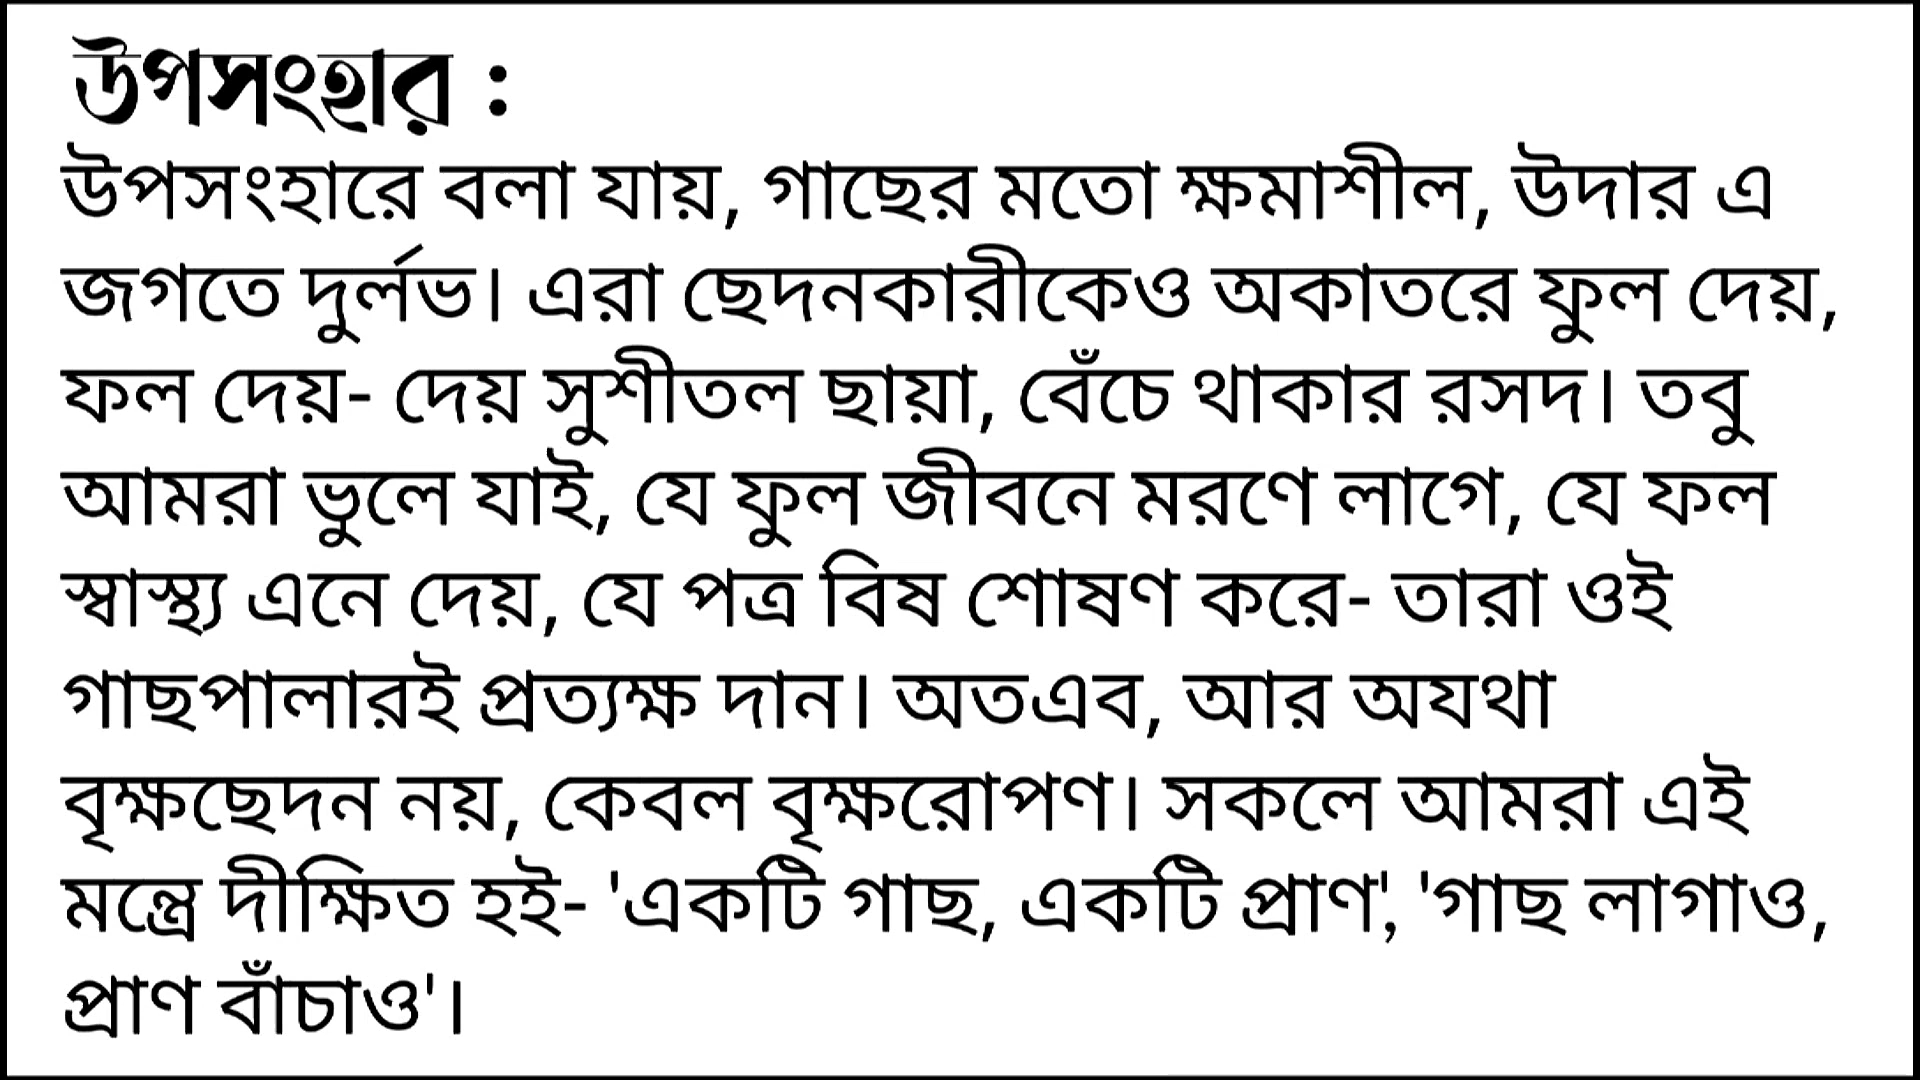 উপসংহার :
উপসংহারে বলা যায়, গাছের মতো ক্ষমাশীল, উদার এ
জগতে দুর্লভ। এরা ছেদনকারীকেও অকাতরে ফুল দেয়,
ফল দেয়- দেয় সুশীতল ছায়া, বেঁচে থাকার রসদ। তবু
আমরা ভুলে যাই, যে ফুল জীবনে মরণে লাগে, যে ফল
স্বাস্থ্য এনে দেয়, যে পত্র বিষ শোষণ করে- তারা ওই
গাছপালারই প্রত্যক্ষ দান। অতএব, আর অযথা
বৃক্ষছেদন নয়, কেবল বৃক্ষরোপণ। সকলে আমরা এই
মন্ত্রে দীক্ষিত হই- 'একটি গাছ, একটি প্রাণ', 'গাছ লাগাও,
প্রাণ বাঁচাও'।